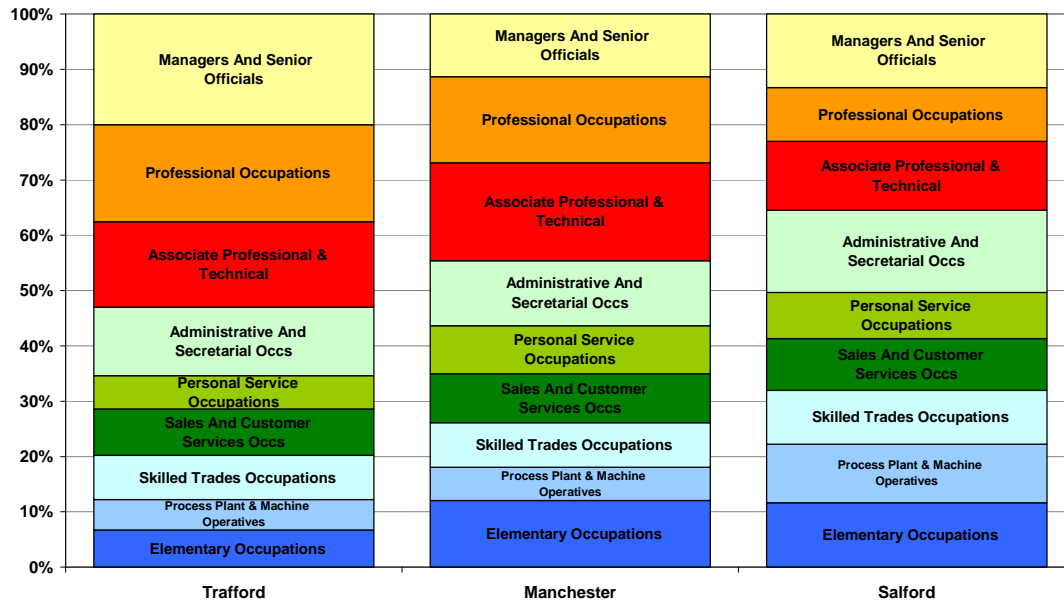 100%
90%
80%
70%
60%
50%
40%
30%
20%
10%
0%
Managers And Senior
Officials
Professional Occupations
Associate Professional &
Technical
Administrative And
Secretarial Occs
Personal Service
Occupations
Sales And Customer
Services Occs
Skilled Trades Occupations
Process Plant & Machine
Operatives
Elementary Occupations
Trafford
Managers And Senior
Officials
Professional Occupations
Associate Professional &
Technical
Administrative And
Secretarial Occs
Personal Service
Occupations
Sales And Customer
Services Occs
Skilled Trades Occupations
Process Plant & Machine
Operatives
Elementary Occupations
Manchester
Managers And Senior
Officials
Professional Occupations
Associate Professional &
Technical
Administrative And
Secretarial Occs
Personal Service
Occupations
Sales And Customer
Services Occs
Skilled Trades Occupations
Process Plant & Machine
Operatives
Elementary Occupations
Salford